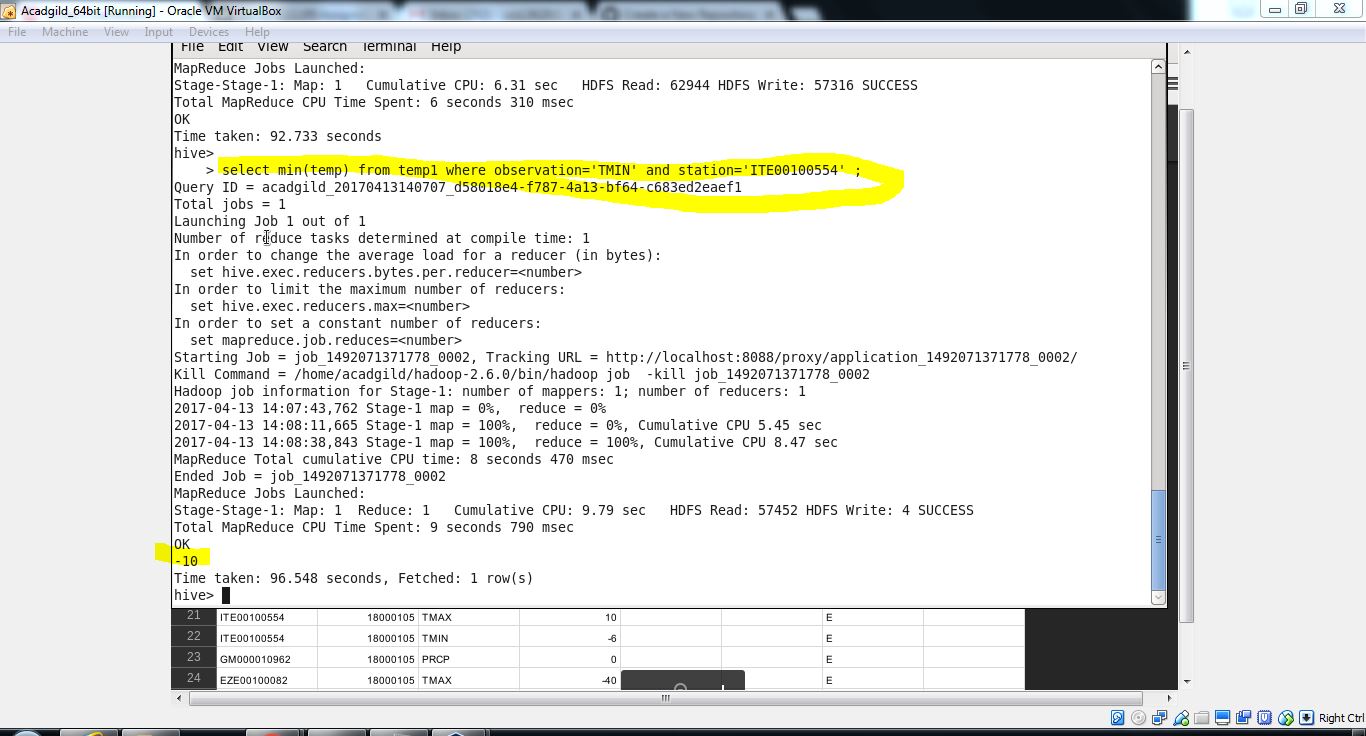 Acadgild_64bit [Running] - Oracle VM VirtualBox
File Machine View Input Devices Help
File Edit View Search Terminal Help
MapReduce Jobs Launched:
Stage-Stage-1: Map: 1   Cumulative CPU: 6.31 sec   HDFS Read: 62944 HDFS Write: 57316 SUCCESS
Total MapReduce CPU Time Spent: 6 seconds 310 msec
OK
Time taken: 92.733 seconds
hive>
    > select min(temp) from temp1 where observation='TMIN' and station='ITE00100554' ;
Query ID = acadgild_20170413140707_d58018e4-f787-4a13-bf64-c683ed2eaef1
Total jobs = 1
Launching Job 1 out of 1
Number of reduce tasks determined at compile time: 1
In order to change the average load for a reducer (in bytes):
  set hive.exec.reducers.bytes.per.reducer=<number>
In order to limit the maximum number of reducers:
  set hive.exec.reducers.max=<number>
In order to set a constant number of reducers:
  set mapreduce.job.reduces=<number>
Starting Job = job_1492071371778_0002, Tracking URL = http://localhost:8088/proxy/application_1492071371778_0002/
Kill Command = /home/acadgild/hadoop-2.6.0/bin/hadoop job  -kill job_1492071371778_0002
Hadoop job information for Stage-1: number of mappers: 1; number of reducers: 1
2017-04-13 14:07:43,762 Stage-1 map = 0%,  reduce = 0%
2017-04-13 14:08:11,665 Stage-1 map = 100%,  reduce = 0%, Cumulative CPU 5.45 sec
2017-04-13 14:08:38,843 Stage-1 map = 100%,  reduce = 100%, Cumulative CPU 8.47 sec
MapReduce Total cumulative CPU time: 8 seconds 470 msec
Ended Job = job_1492071371778_0002
MapReduce Jobs Launched:
Stage-Stage-1: Map: 1  Reduce: 1   Cumulative CPU: 9.79 sec   HDFS Read: 57452 HDFS Write: 4 SUCCESS
Total MapReduce CPU Time Spent: 9 seconds 790 msec
OK
-10
Time taken: 96.548 seconds, Fetched: 1 row(s)
hive>
21 ITE00100554 18000105 TMAX 10 E
22 ITE00100554 18000105 TMIN -6 E
23 GM000010962 18000105 PRCP 0 E
24 EZE00100082 18000105 TMAX -40 E
Right Ctrl